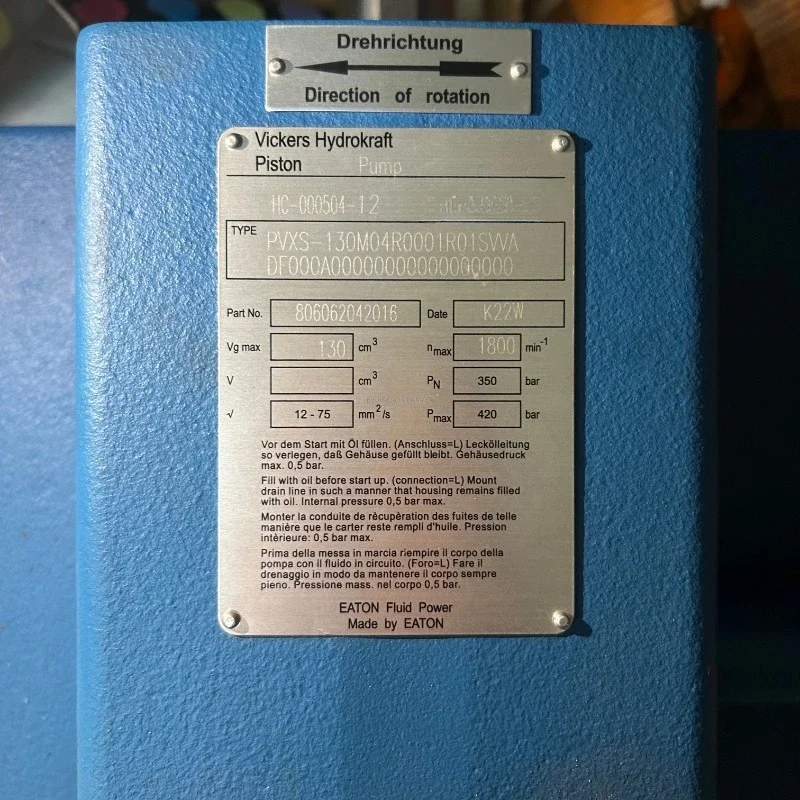 Drehrichtung
Direction of rotation
Vickers Hydrokraft
Piston Pump
HC-000504-12
TYPE PVXS-130M04R0001R01SVVA
DF000A00000000000000000
Part No. 806062042016 Date K22W
Vg max 130 cm³ nmax 1800 min-1
V cm³ PN 350 bar
√ 12 - 75 mm²/s Pmax 420 bar
Vor dem Start mit Öl füllen. (Anschluss=L) Leckölleitung
so verlegen, daß Gehäuse gefüllt bleibt. Gehäusedruck
max. 0,5 bar.
Fill with oil before start up. (connection=L) Mount
drain line in such a manner that housing remains filled
with oil. Internal pressure 0,5 bar max.
Monter la conduite de rècupèration des fuites de telle
manière que le carter reste rempli d'huile. Pression
intèrieure: 0,5 bar max.
Prima della messa in marcia riempire il corpo della
pompa con il fluido in circuito. (Foro=L) Fare il
drenaggio in modo da mantenere il corpo sempre
pieno. Pressione mass. nel corpo 0,5 bar.
EATON Fluid Power
Made by EATON